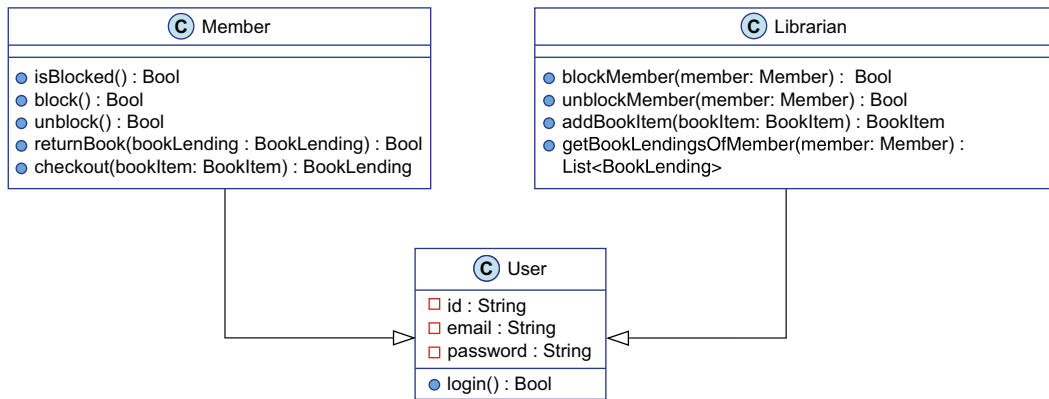 C Member
isBlocked() : Bool
block() : Bool
unblock() : Bool
returnBook(bookLending : BookLending) : Bool
checkout(bookItem: BookItem) : BookLending
C Librarian
blockMember(member: Member) : Bool
unblockMember(member: Member) : Bool
addBookItem(bookItem: BookItem) : BookItem
getBookLendingsOfMember(member: Member) :
List<BookLending>
C User
id : String
email : String
password : String
login() : Bool